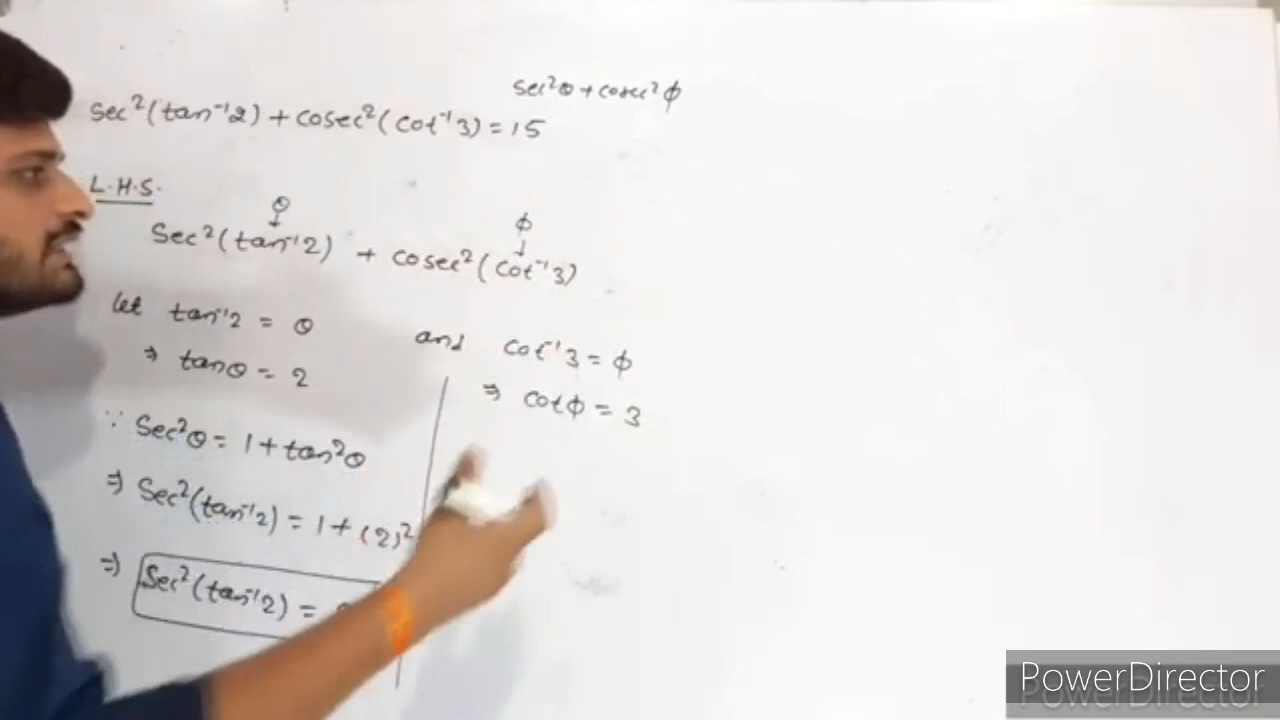 sec²θ + cosec²φ
sec²(tan⁻¹2) + cosec²(cot⁻¹3) = 15
L.H.S.
θ
φ
↓
↓
sec²(tan⁻¹2) + cosec²(cot⁻¹3)
let tan⁻¹2 = θ
and cot⁻¹3 = φ
⇒ tanθ = 2
⇒ cotφ = 3
∵ sec²θ = 1 + tan²θ
⇒ sec²(tan⁻¹2) = 1 + (2)²
⇒ sec²(tan⁻¹2) =
PowerDirector